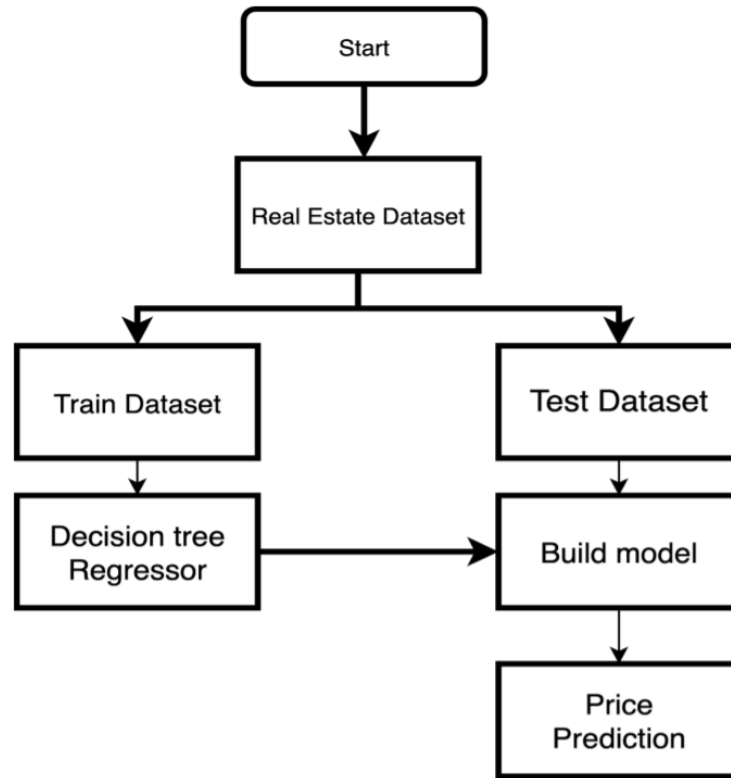 Start
Real Estate Dataset
Train Dataset
Test Dataset
Decision tree
Regressor
Build model
Price
Prediction